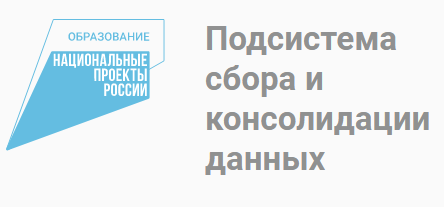 ОБРАЗОВАНИЕ
НАЦИОНАЛЬНЫЕ
ПРОЕКТЫ
РОССИИ
Подсистема
сбора и
консолидации
данных